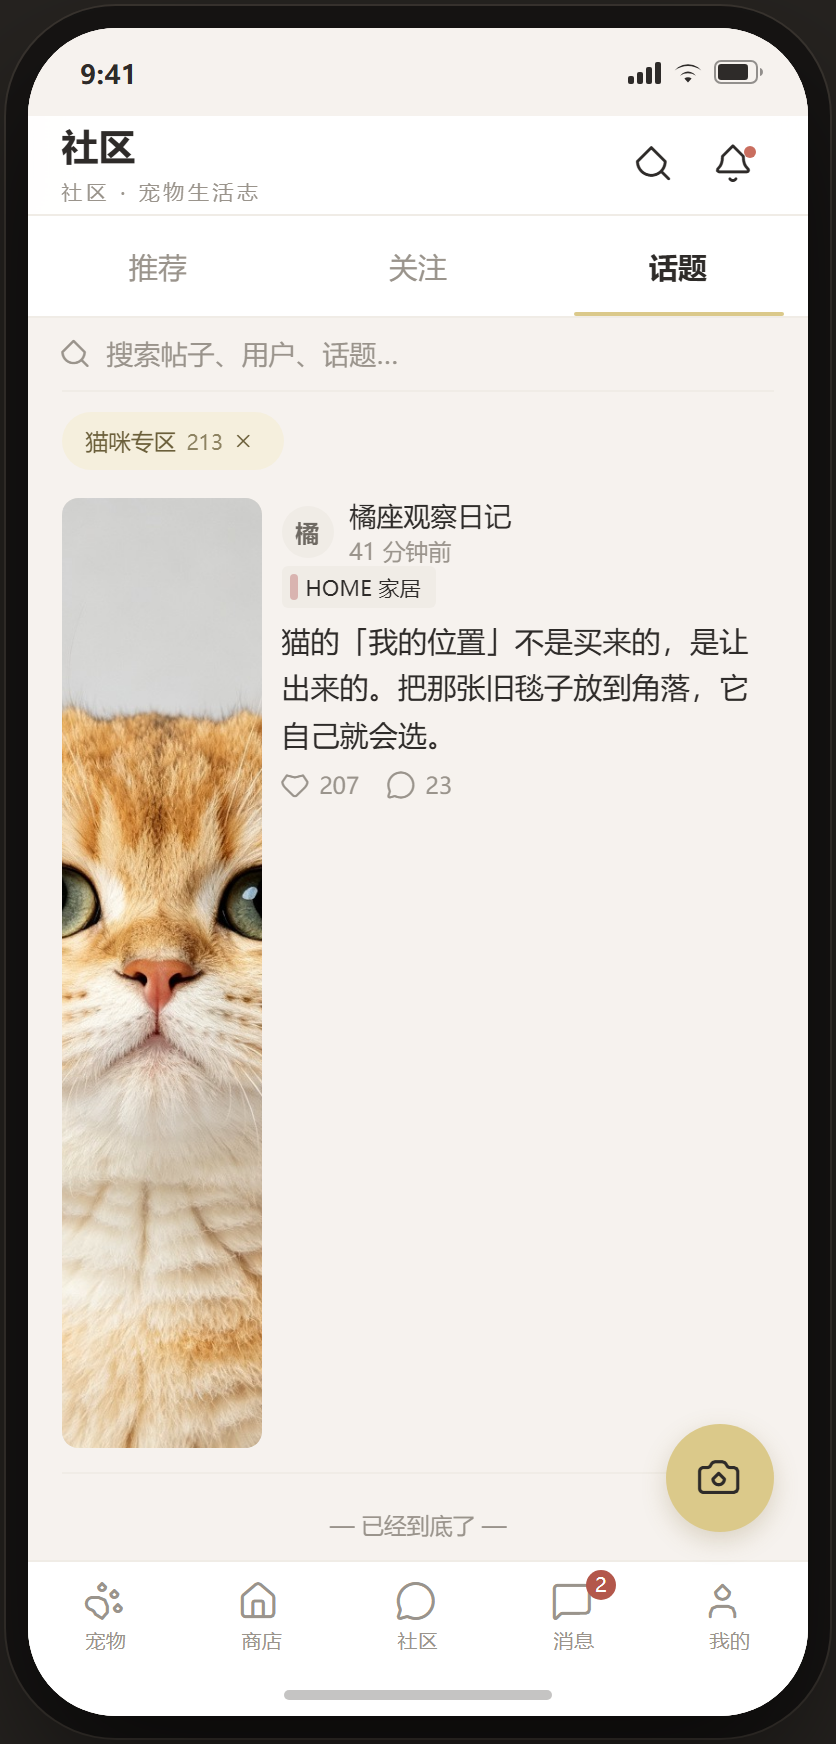 9:41
社区
社区 · 宠物生活志
推荐
关注
话题
搜索帖子、用户、话题...
猫咪专区 213 ×
橘
橘座观察日记
41 分钟前
HOME 家居
猫的「我的位置」不是买来的，是让
出来的。把那张旧毯子放到角落，它
自己就会选。
207
23
— 已经到底了 —
2
宠物
商店
社区
消息
我的